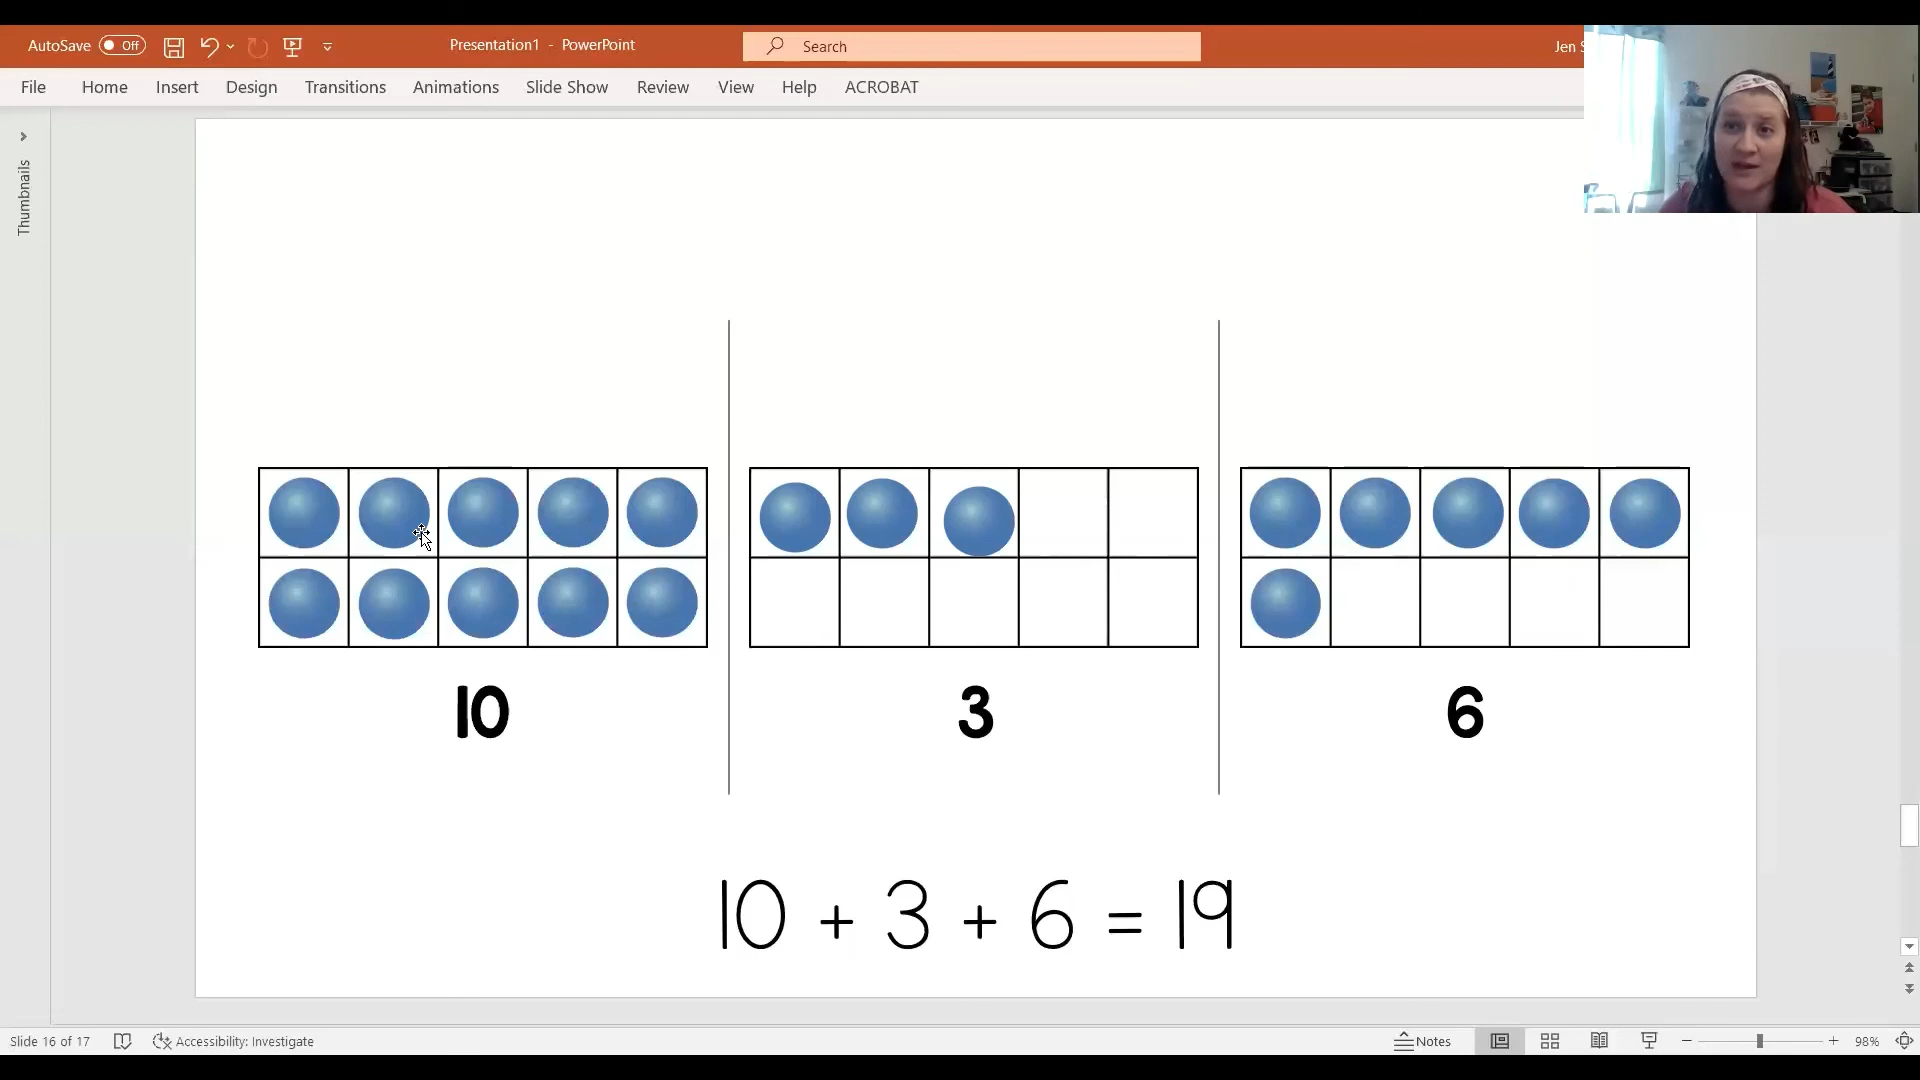 AutoSave Off Presentation1 - PowerPoint Search Jen S
File Home Insert Design Transitions Animations Slide Show Review View Help ACROBAT
Thumbnails
10 3 6
10 + 3 + 6 = 19
Slide 16 of 17 Accessibility: Investigate Notes 98%